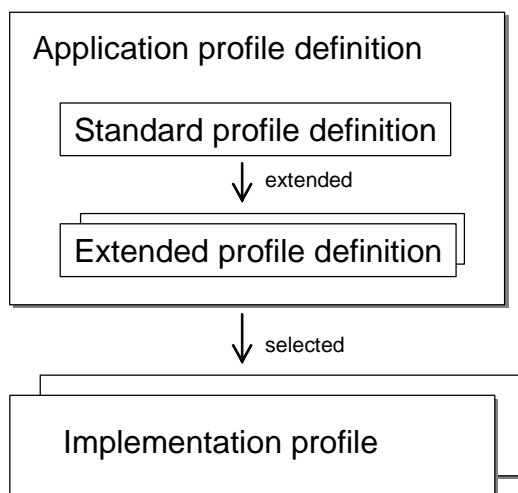 Application profile definition
Standard profile definition
extended
Extended profile definition
selected
Implementation profile